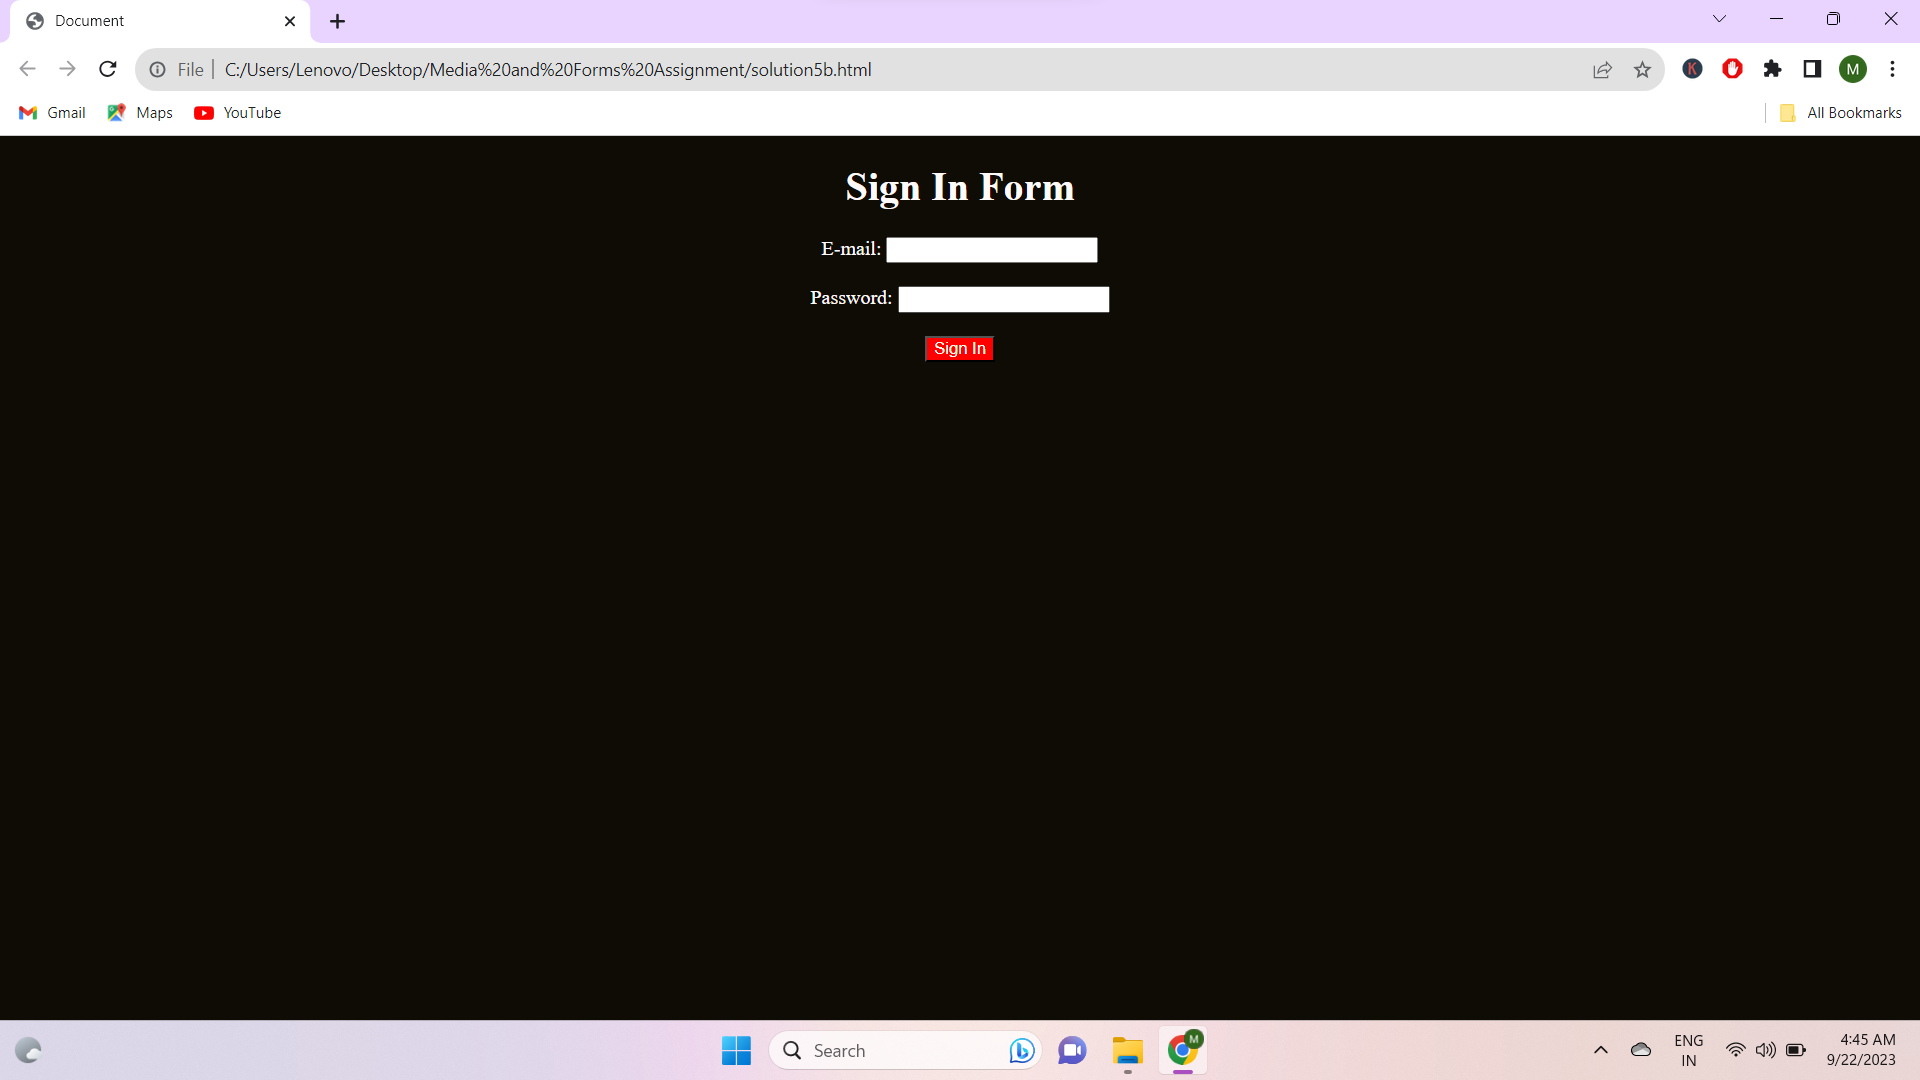 Document
File
C:/Users/Lenovo/Desktop/Media%20and%20Forms%20Assignment/solution5b.html
K
M
Gmail
Maps
YouTube
All Bookmarks
Sign In Form
E-mail:
Password:
Sign In
Search
M
ENG
IN
4:45 AM
9/22/2023